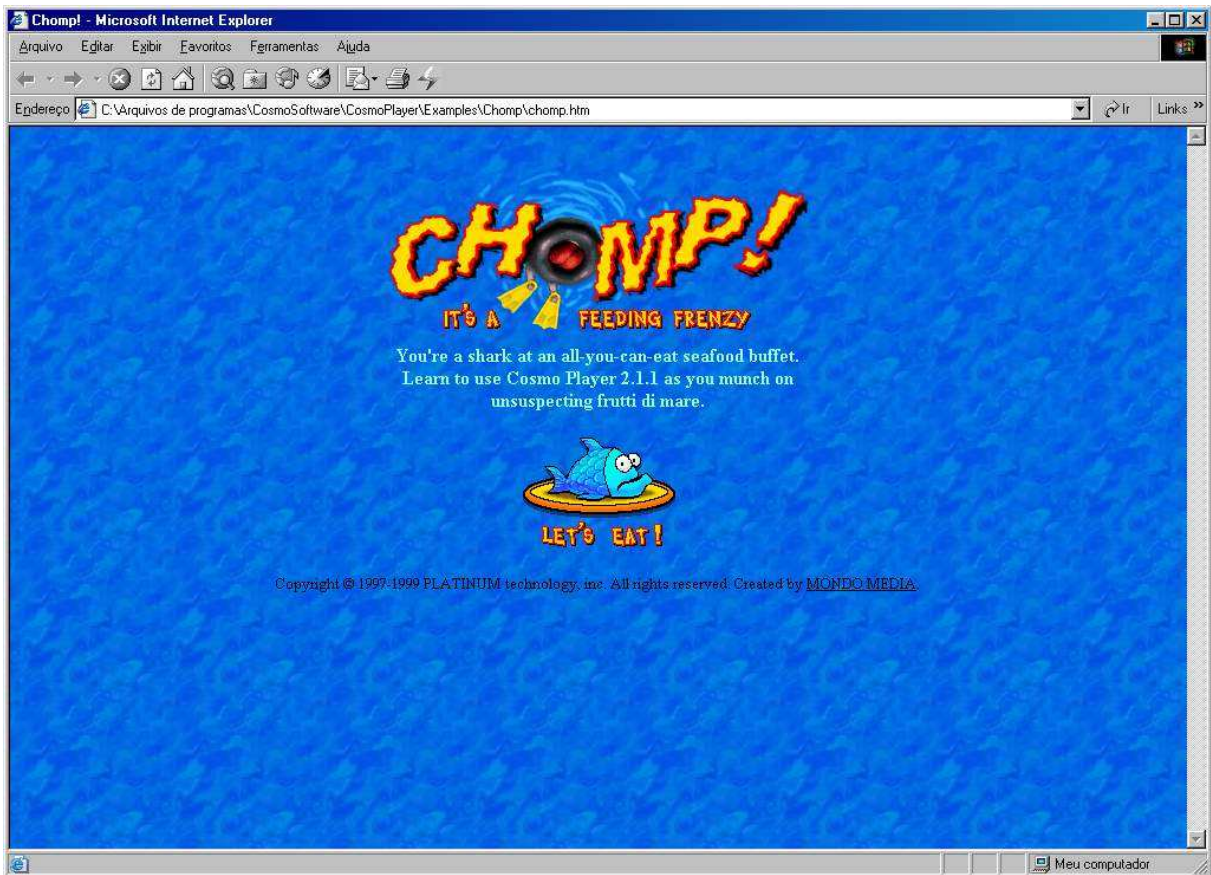 Chomp! - Microsoft Internet Explorer
Arquivo Editar Exibir Favoritos Ferramentas Ajuda
Endereço C:\Arquivos de programas\CosmoSoftware\CosmoPlayer\Examples\Chomp\chomp.htm Ir Links »
CHOMP!
IT'S A FEEDING FRENZY
You're a shark at an all-you-can-eat seafood buffet.
Learn to use Cosmo Player 2.1.1 as you munch on
unsuspecting frutti di mare.
LET'S EAT!
Copyright © 1997-1999 PLATINUM technology, inc. All rights reserved. Created by MONDO MEDIA.
Meu computador